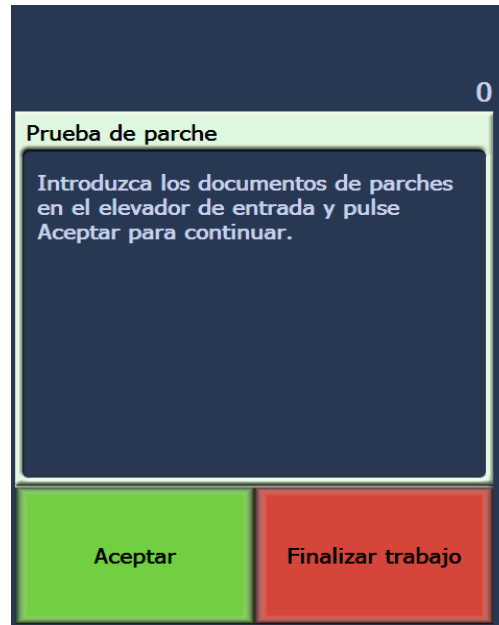 0
Prueba de parche
Introduzca los documentos de parches
en el elevador de entrada y pulse
Aceptar para continuar.
Aceptar
Finalizar trabajo